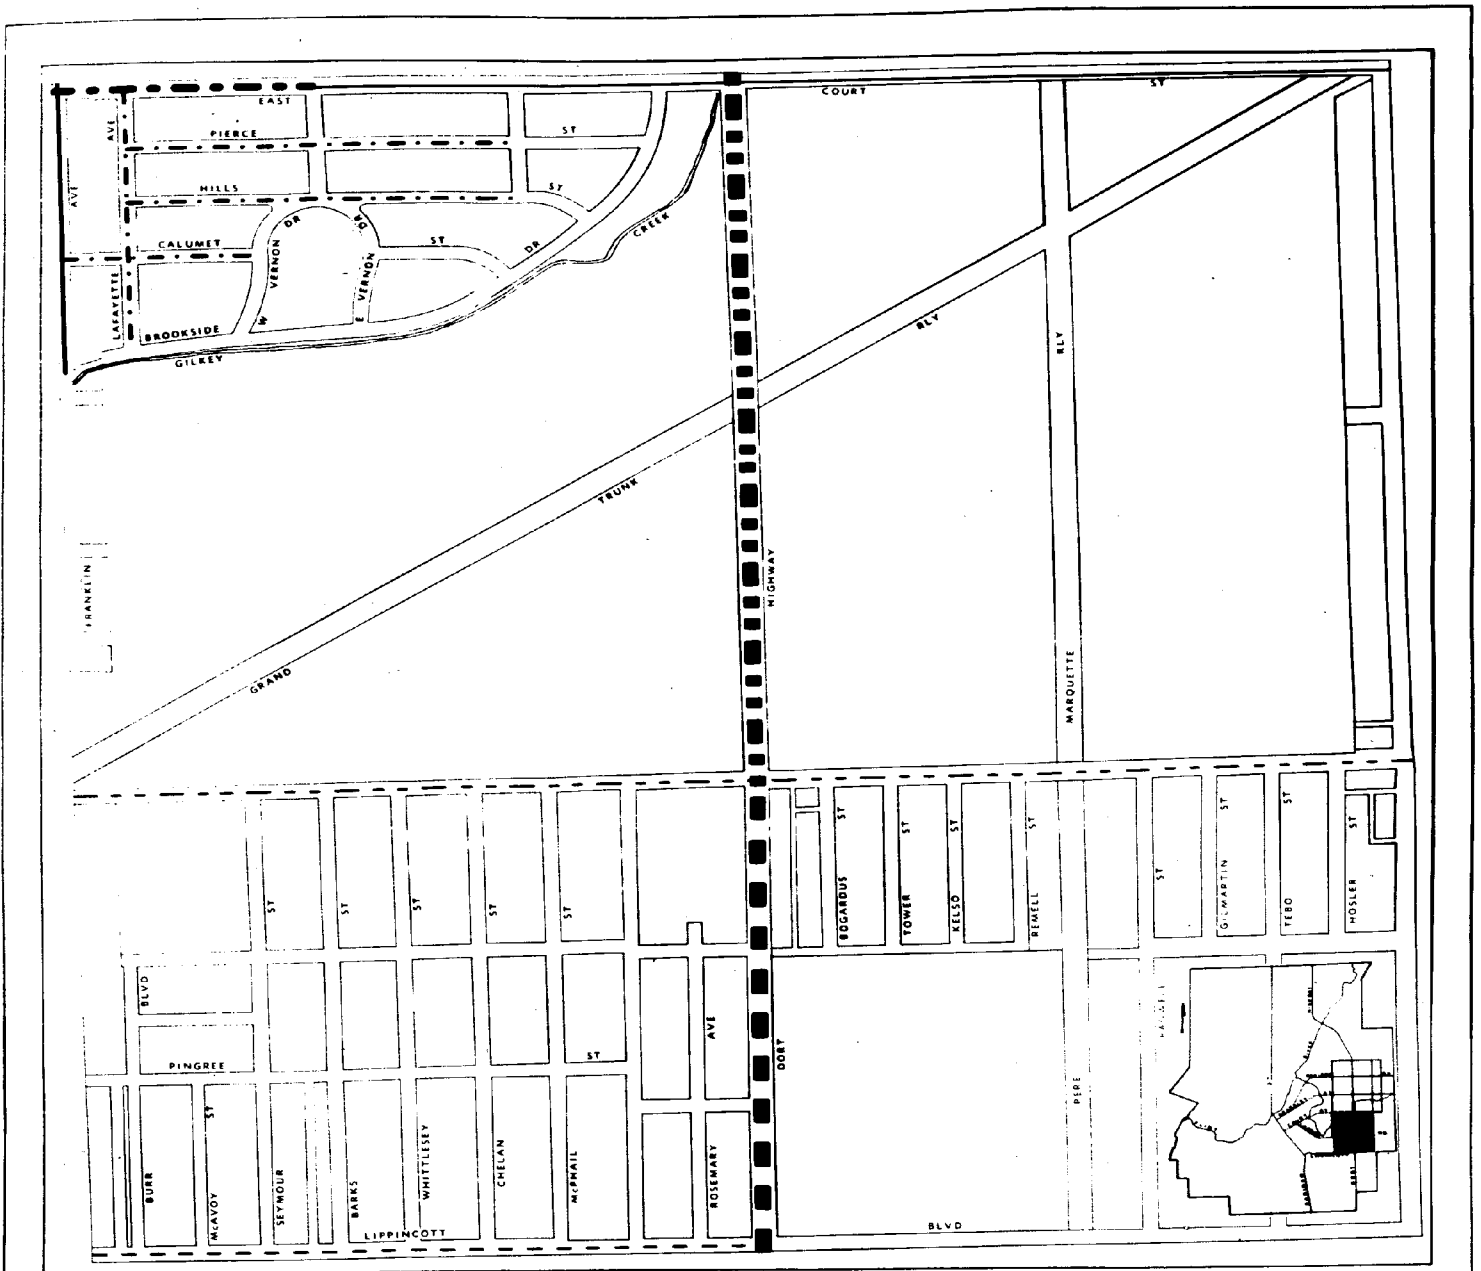 EAST
COURT
ST
AVE
PIERCE
ST
AVE
HILLS
ST
DR
DR
CREEK
CALUMET
ST
DR
VERNON
VERNON
LAFAYETTE
W
E
BROOKSIDE
GILKEY
RLY
RLY
TRUNK
HIGHWAY
FRANKLIN
GRAND
MARQUETTE
ST
ST
ST
ST
ST
ST
ST
ST
ST
ST
ST
ST
ST
BOGARDUS
TOWER
KELSO
REMELL
GILMARTIN
TEBO
HOSLER
BLVD
AVE
DORT
ST
PINGREE
PERE
ST
BURR
McAVOY
SEYMOUR
BARKS
WHITTLESEY
CHELAN
McPHAIL
ROSEMARY
LIPPINCOTT
BLVD